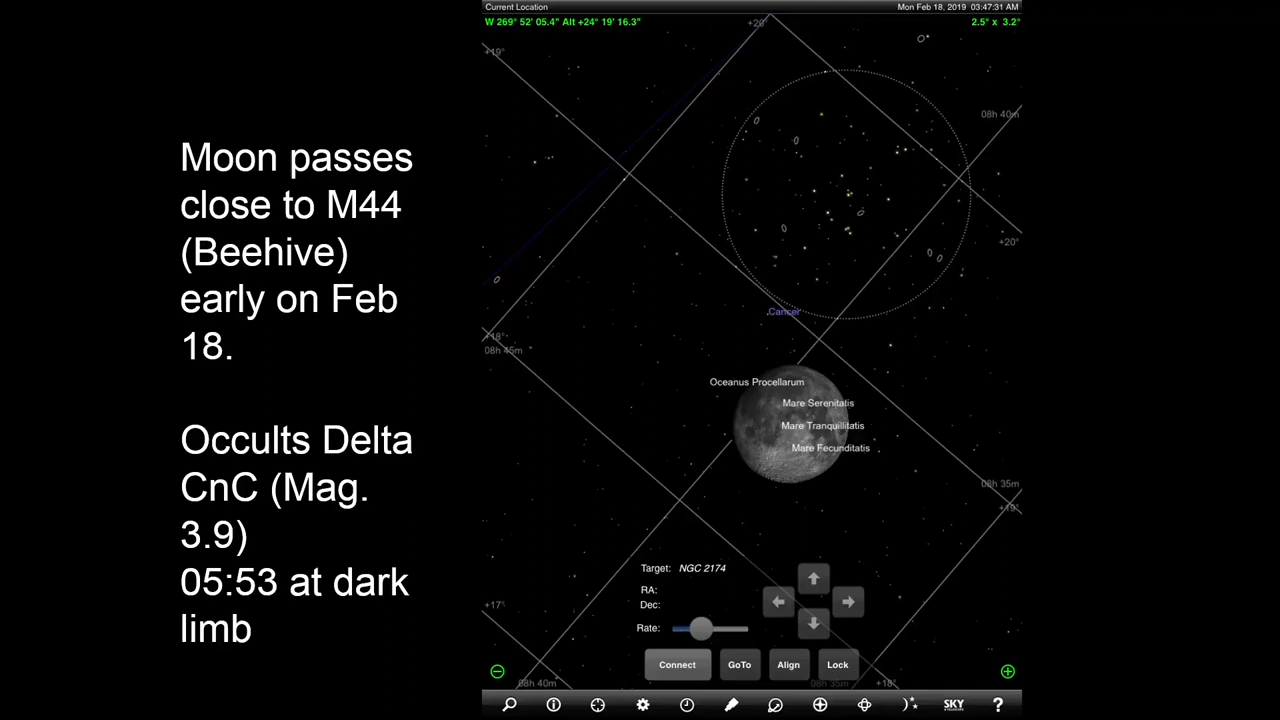 Current Location
Mon Feb 18, 2019 03:47:31 AM
W 269° 52' 05.4" Alt +24° 19' 16.3"
+20°
2.5° x 3.2°
+19°
08h 40m
Moon passes
close to M44
(Beehive)
early on Feb
18.
+20°
Cancer
+18°
08h 45m
Oceanus Procellarum
Mare Serenitatis
Mare Tranquillitatis
Mare Fecunditatis
Occults Delta
CnC (Mag.
3.9)
05:53 at dark
limb
08h 35m
+19°
Target: NGC 2174
RA:
Dec:
+17°
Rate:
Connect
GoTo
Align
Lock
08h 40m
08h 35m
+18°
SKY
?